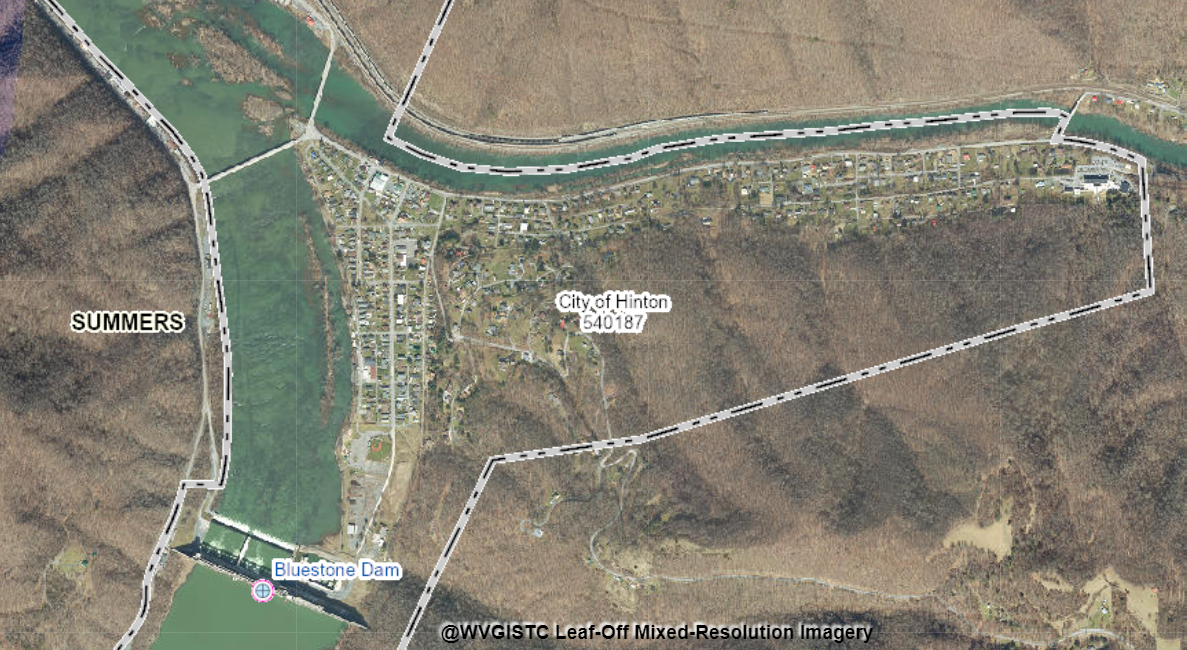 City of Hinton
540187
SUMMERS
Bluestone Dam
@WVGISTC Leaf-Off Mixed-Resolution Imagery